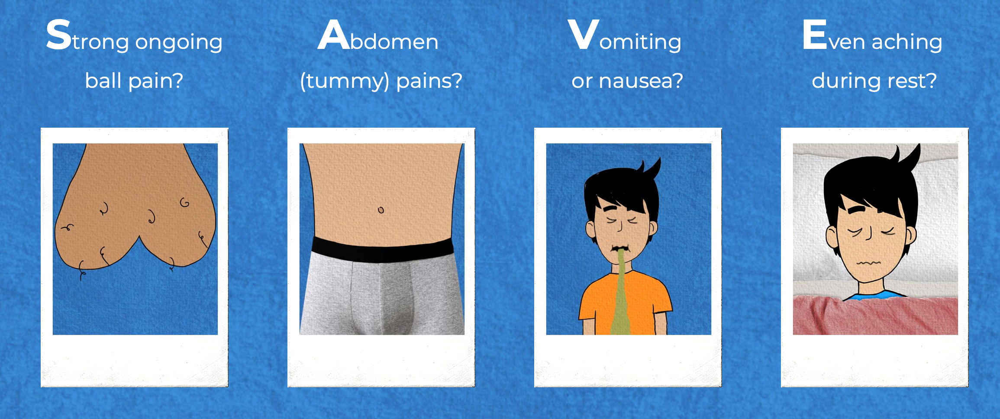 Strong ongoing
ball pain?
Abdomen
(tummy) pains?
Vomiting
or nausea?
Even aching
during rest?